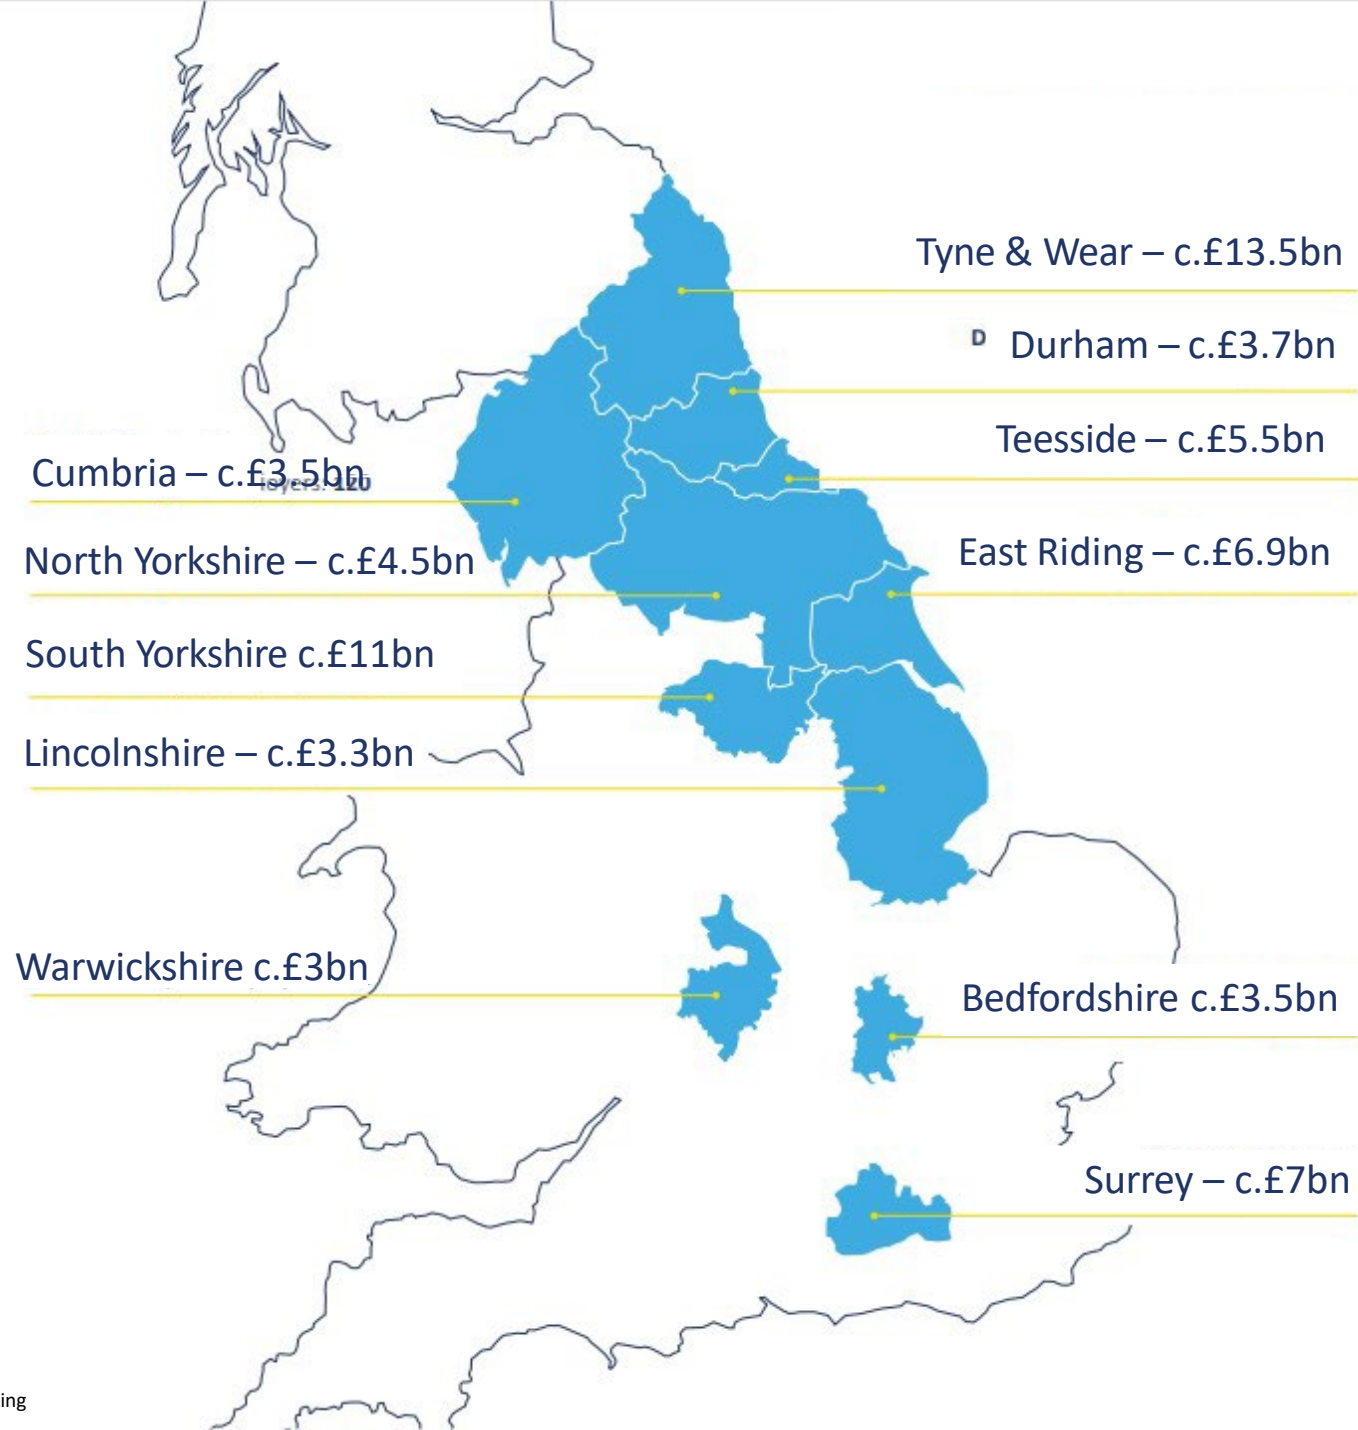 Tyne & Wear – c.£13.5bn
D Durham – c.£3.7bn
Teesside – c.£5.5bn
Cumbria – c.£3.5bn
120
East Riding – c.£6.9bn
North Yorkshire – c.£4.5bn
South Yorkshire c.£11bn
Lincolnshire – c.£3.3bn
Warwickshire c.£3bn
Bedfordshire c.£3.5bn
Surrey – c.£7bn
ing